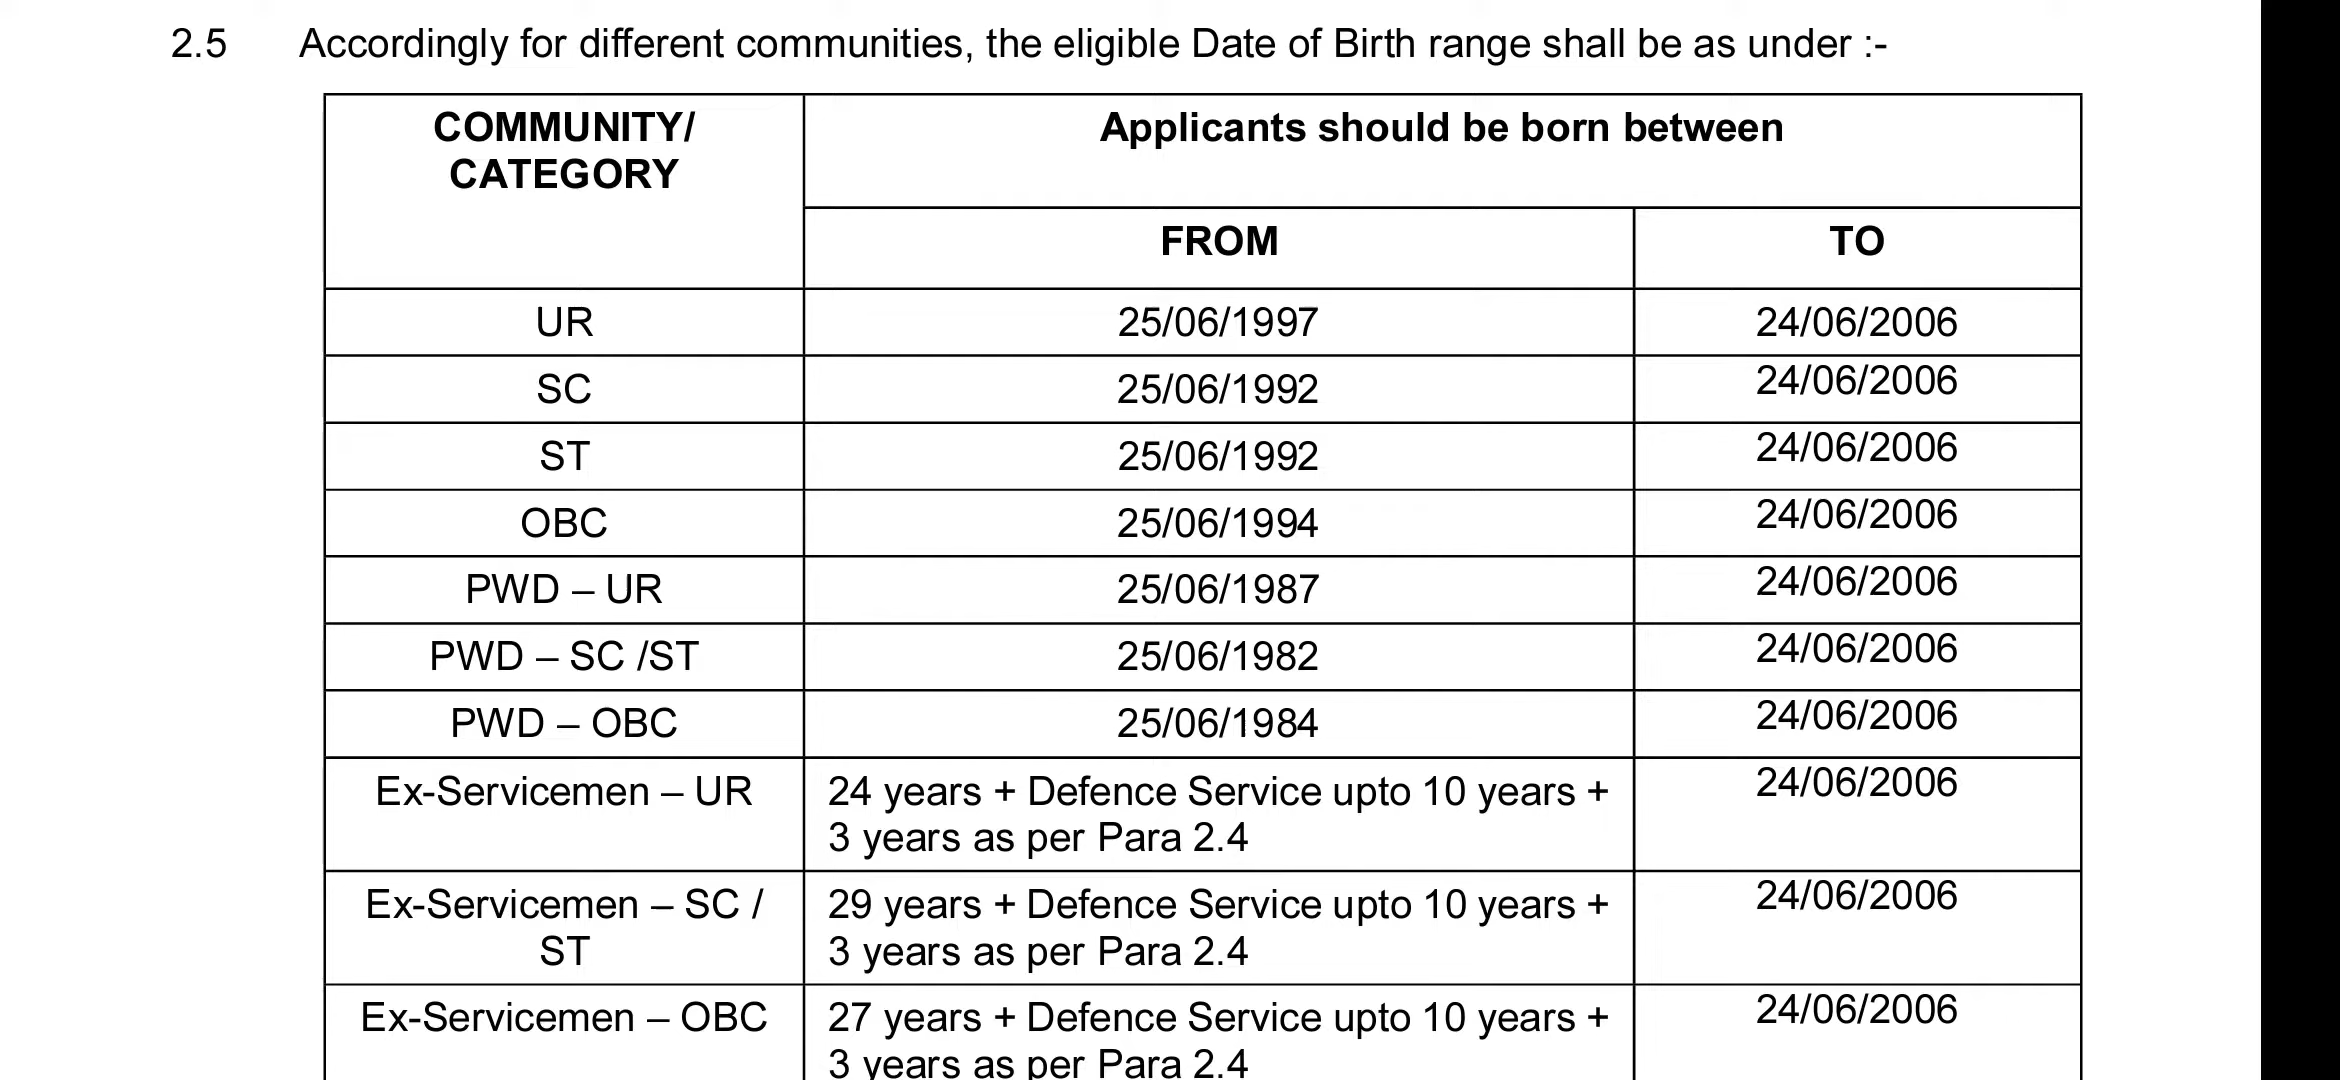 2.5 Accordingly for different communities, the eligible Date of Birth range shall be as under :-
COMMUNITY/
CATEGORY
Applicants should be born between
FROM TO
UR 25/06/1997 24/06/2006
SC 25/06/1992 24/06/2006
ST 25/06/1992 24/06/2006
OBC 25/06/1994 24/06/2006
PWD – UR 25/06/1987 24/06/2006
PWD – SC /ST 25/06/1982 24/06/2006
PWD – OBC 25/06/1984 24/06/2006
Ex-Servicemen – UR 24 years + Defence Service upto 10 years + 24/06/2006
3 years as per Para 2.4
Ex-Servicemen – SC / 29 years + Defence Service upto 10 years + 24/06/2006
ST 3 years as per Para 2.4
Ex-Servicemen – OBC 27 years + Defence Service upto 10 years + 24/06/2006
3 years as per Para 2.4